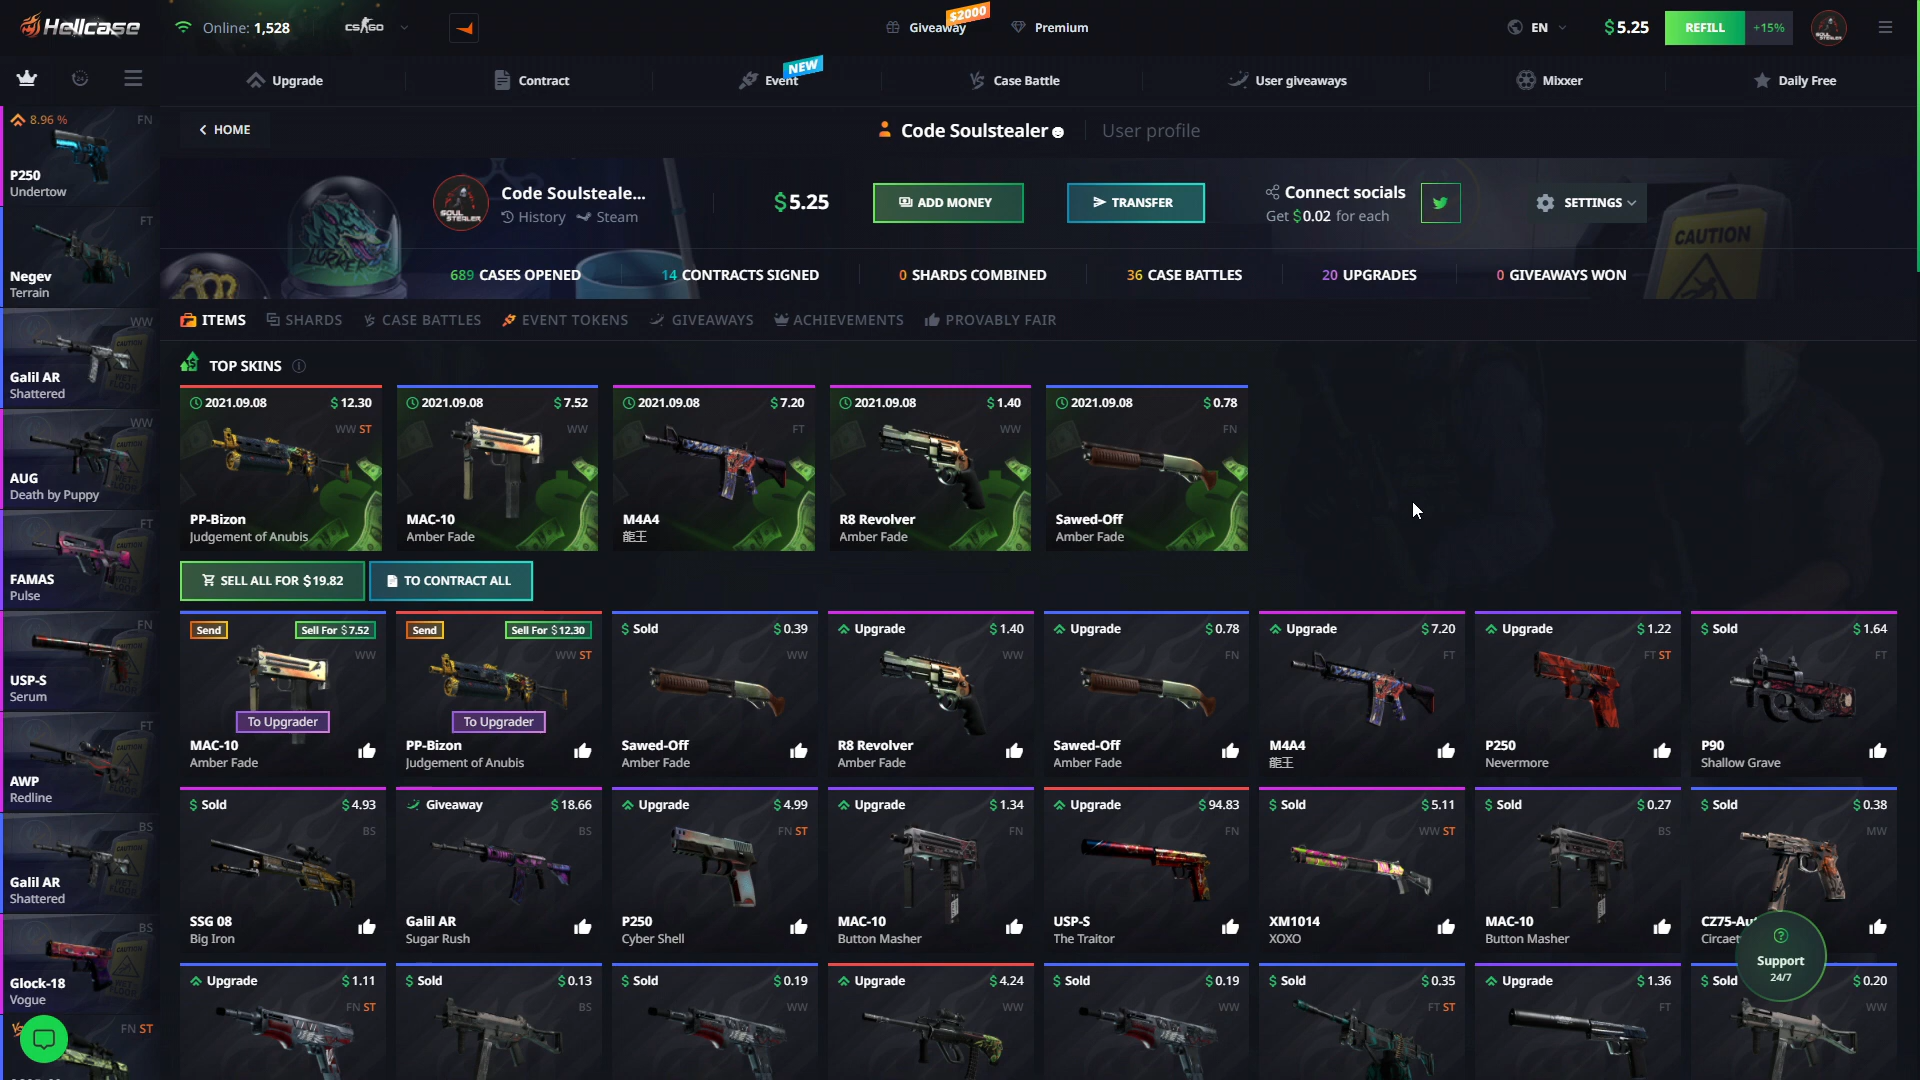 Hellcase
Online: 1,528
CS:GO
Giveaway
$2000
Premium
EN
$5.25
REFILL
+15%
24
Upgrade
Contract
Event
NEW
Case Battle
User giveaways
Mixxer
Daily Free
8.96 %
FN
P250
Undertow
FT
Negev
Terrain
WW
Galil AR
Shattered
WW
AUG
Death by Puppy
FT
FAMAS
Pulse
FN
USP-S
Serum
FT
AWP
Redline
BS
Galil AR
Shattered
BS
Glock-18
Vogue
FN ST
HOME
Code Soulstealer
User profile
SOUL STEALER
Code Soulsteale...
History
Steam
$5.25
ADD MONEY
TRANSFER
Connect socials
Get $0.02 for each
SETTINGS
LURKERS
CAUTION
689 CASES OPENED
14 CONTRACTS SIGNED
0 SHARDS COMBINED
36 CASE BATTLES
20 UPGRADES
0 GIVEAWAYS WON
ITEMS
SHARDS
CASE BATTLES
EVENT TOKENS
GIVEAWAYS
ACHIEVEMENTS
PROVABLY FAIR
TOP SKINS
2021.09.08 $12.30
WW ST
PP-Bizon
Judgement of Anubis
2021.09.08 $7.52
WW
MAC-10
Amber Fade
2021.09.08 $7.20
FT
M4A4
龍王
2021.09.08 $1.40
WW
R8 Revolver
Amber Fade
2021.09.08 $0.78
FN
Sawed-Off
Amber Fade
SELL ALL FOR $19.82
TO CONTRACT ALL
Send
Sell For $7.52
WW
To Upgrader
MAC-10
Amber Fade
Send
Sell For $12.30
WW ST
To Upgrader
PP-Bizon
Judgement of Anubis
Sold $0.39
WW
Sawed-Off
Amber Fade
Upgrade $1.40
WW
R8 Revolver
Amber Fade
Upgrade $0.78
FN
Sawed-Off
Amber Fade
Upgrade $7.20
FT
M4A4
龍王
Upgrade $1.22
FT ST
P250
Nevermore
Sold $1.64
FT
P90
Shallow Grave
Sold $4.93
BS
SSG 08
Big Iron
Giveaway $18.66
BS
Galil AR
Sugar Rush
Upgrade $4.99
FN ST
P250
Cyber Shell
Upgrade $1.34
FN
MAC-10
Button Masher
Upgrade $94.83
FN
USP-S
The Traitor
Sold $5.11
WW ST
XM1014
XOXO
Sold $0.27
BS
MAC-10
Button Masher
Sold $0.38
MW
CZ75-Au
Circaet
Upgrade $1.11
FN ST
Sold $0.13
BS
Sold $0.19
WW
Upgrade $4.24
WW
Sold $0.19
WW
Sold $0.35
FT ST
Upgrade $1.36
FT
Sold $0.20
WW
Support
24/7